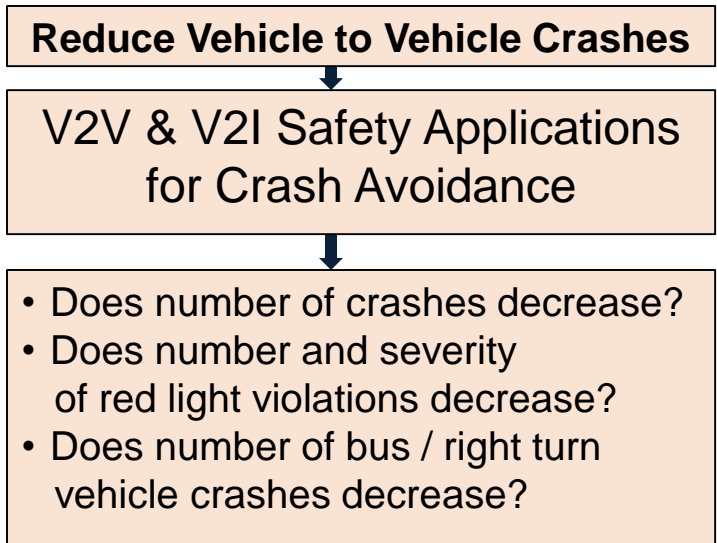 Reduce Vehicle to Vehicle Crashes
V2V & V2I Safety Applications
for Crash Avoidance
• Does number of crashes decrease?
• Does number and severity
of red light violations decrease?
• Does number of bus / right turn
vehicle crashes decrease?